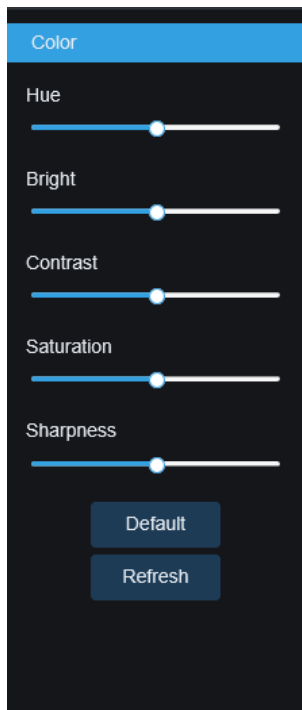 Color
Hue
Bright
Contrast
Saturation
Sharpness
Default
Refresh